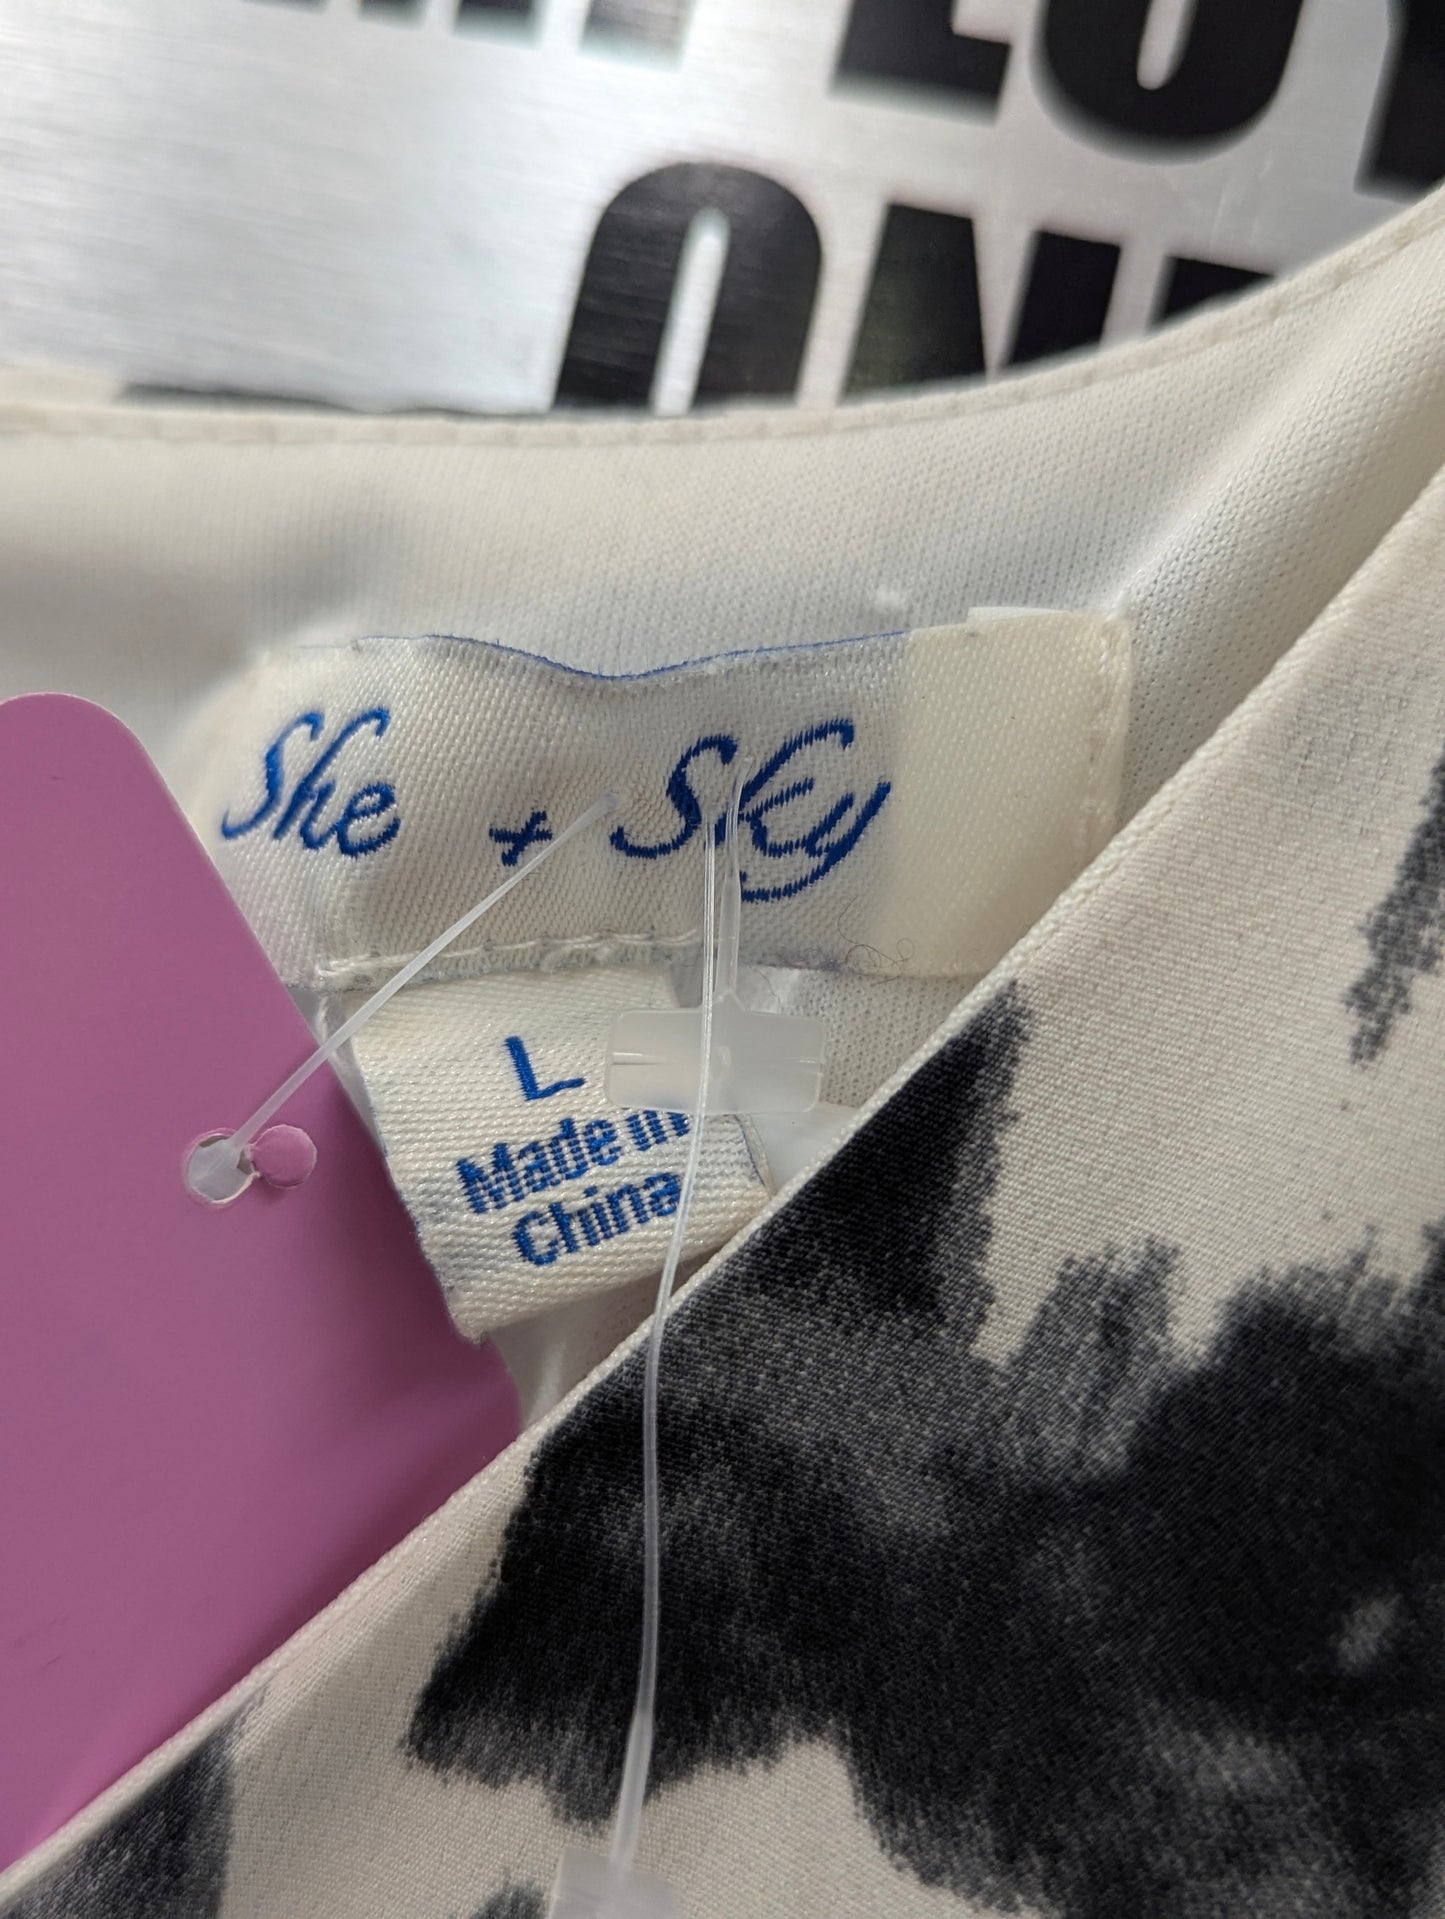 She + Sky
L
Made in
China